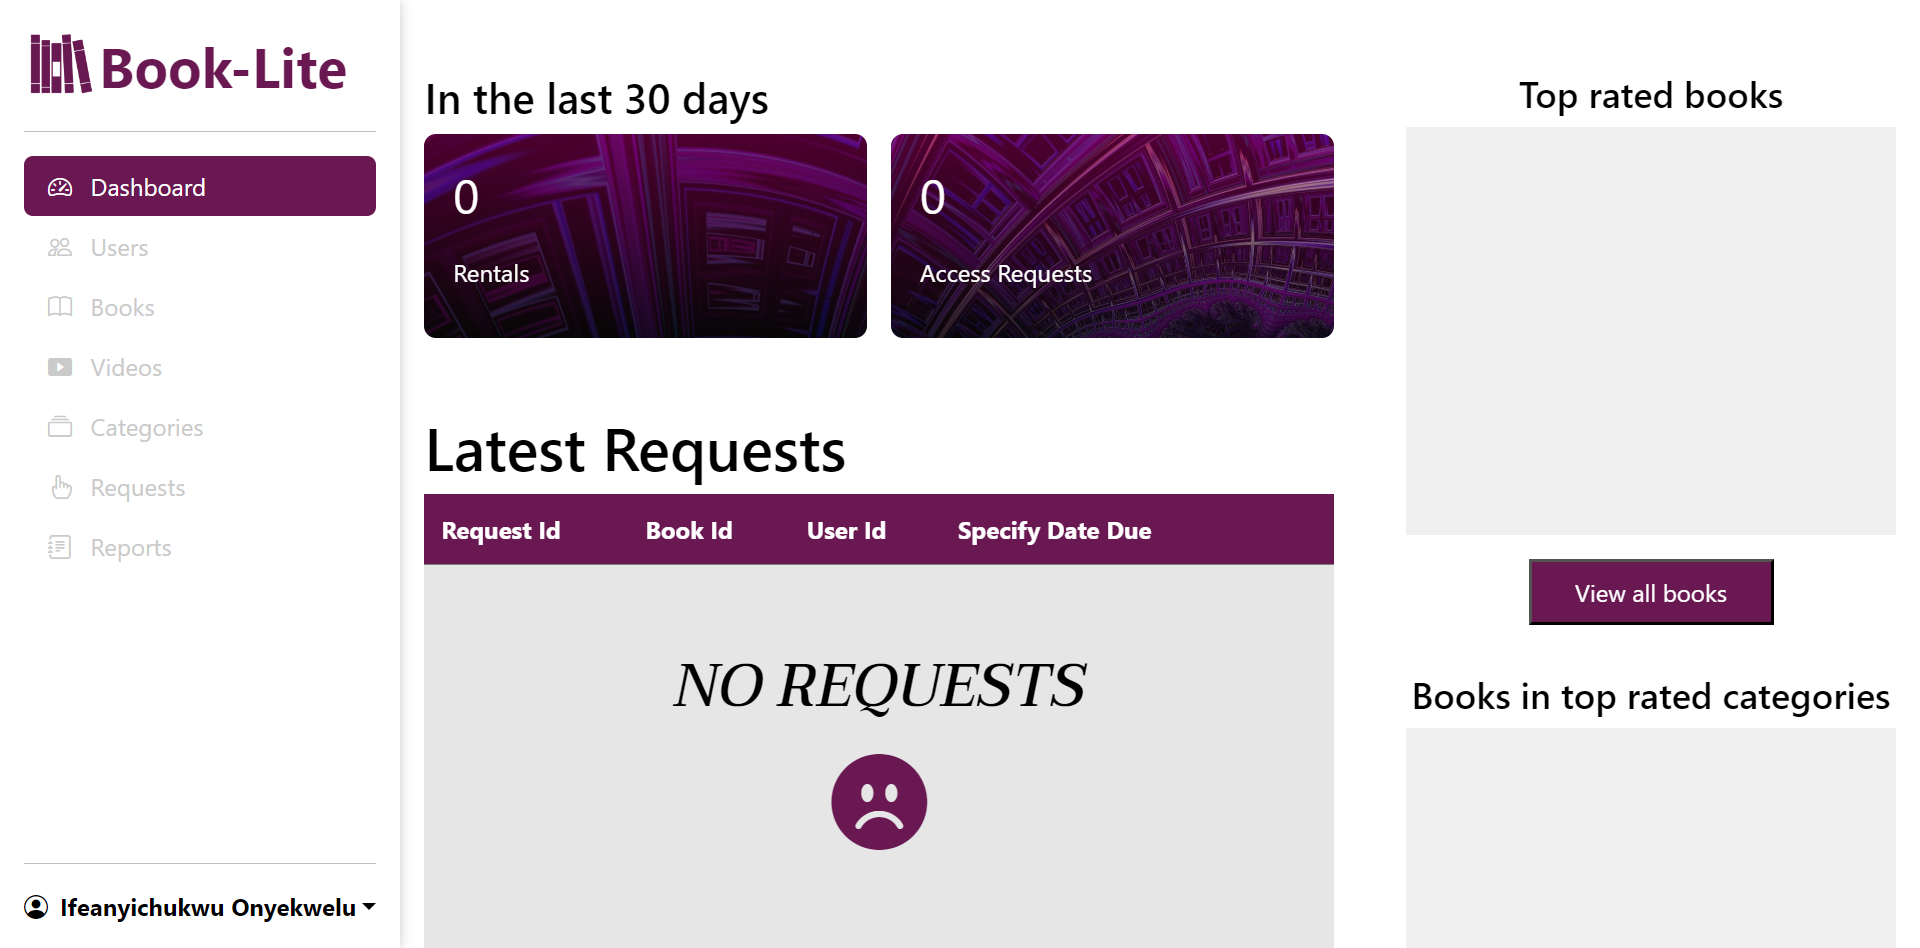 Book-Lite
Dashboard
Users
Books
Videos
Categories
Requests
Reports
Ifeanyichukwu Onyekwelu
In the last 30 days
0
Rentals
0
Access Requests
Latest Requests
Request Id Book Id User Id Specify Date Due
NO REQUESTS
Top rated books
View all books
Books in top rated categories